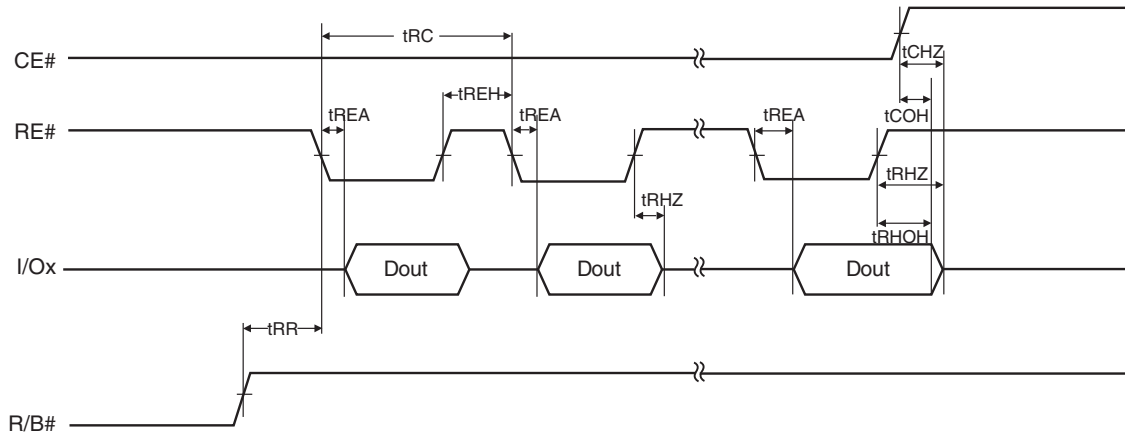 tRC
tCHZ
CE#
tREH
tREA
tREA
tREA
tCOH
RE#
tRHZ
tRHZ
tRHOH
I/Ox
Dout
Dout
Dout
tRR
R/B#